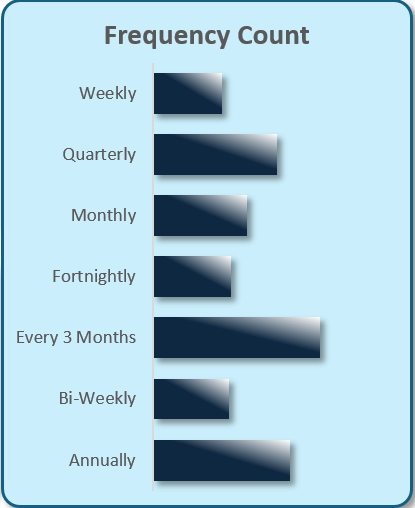 Frequency Count
Weekly
Quarterly
Monthly
Fortnightly
Every 3 Months
Bi-Weekly
Annually